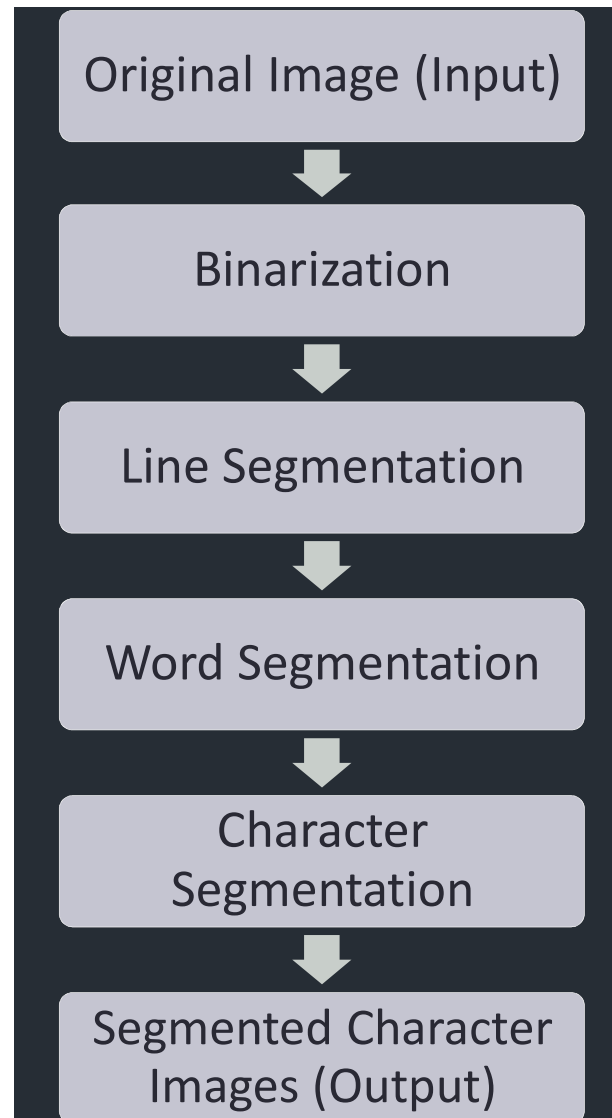 Original Image (Input)
Binarization
Line Segmentation
Word Segmentation
Character
Segmentation
Segmented Character
Images (Output)